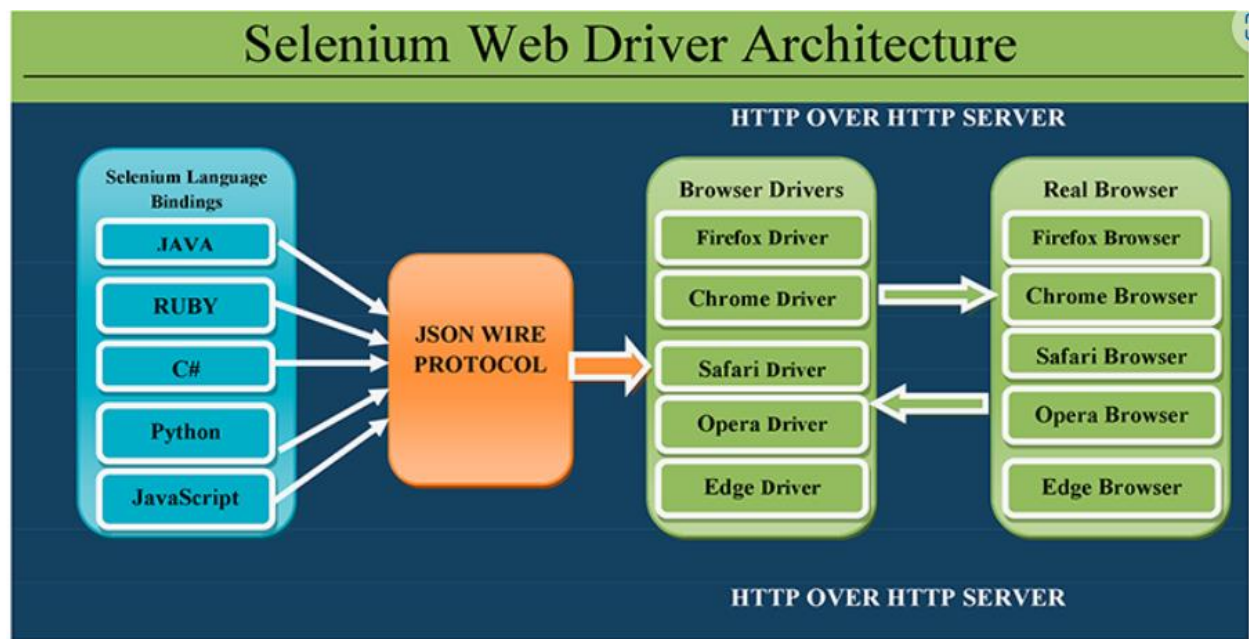 Selenium Web Driver Architecture
HTTP OVER HTTP SERVER
Selenium Language
Bindings
JAVA
RUBY
C#
Python
JavaScript
JSON WIRE
PROTOCOL
Browser Drivers
Firefox Driver
Chrome Driver
Safari Driver
Opera Driver
Edge Driver
Real Browser
Firefox Browser
Chrome Browser
Safari Browser
Opera Browser
Edge Browser
HTTP OVER HTTP SERVER